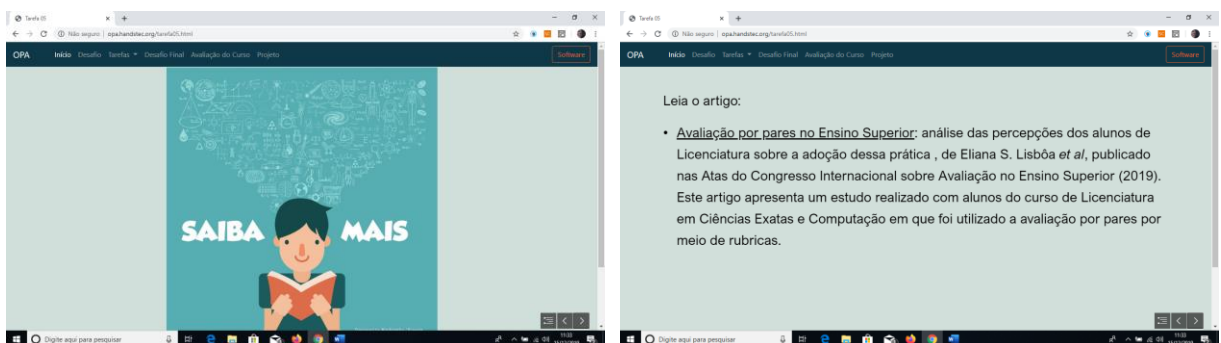 Tarefa 05
Não seguro | opa.handstec.org/tarefa05.html
OPA Início Desafio Tarefas Desafio Final Avaliação do Curso Projeto Software
SAIBA MAIS
Digite aqui para pesquisar
11:33
Tarefa 05
Não seguro | opa.handstec.org/tarefa05.html
OPA Início Desafio Tarefas Desafio Final Avaliação do Curso Projeto Software
Leia o artigo:
• Avaliação por pares no Ensino Superior: análise das percepções dos alunos de
Licenciatura sobre a adoção dessa prática , de Eliana S. Lisbôa et al, publicado
nas Atas do Congresso Internacional sobre Avaliação no Ensino Superior (2019).
Este artigo apresenta um estudo realizado com alunos do curso de Licenciatura
em Ciências Exatas e Computação em que foi utilizado a avaliação por pares por
meio de rubricas.
Digite aqui para pesquisar
11:33